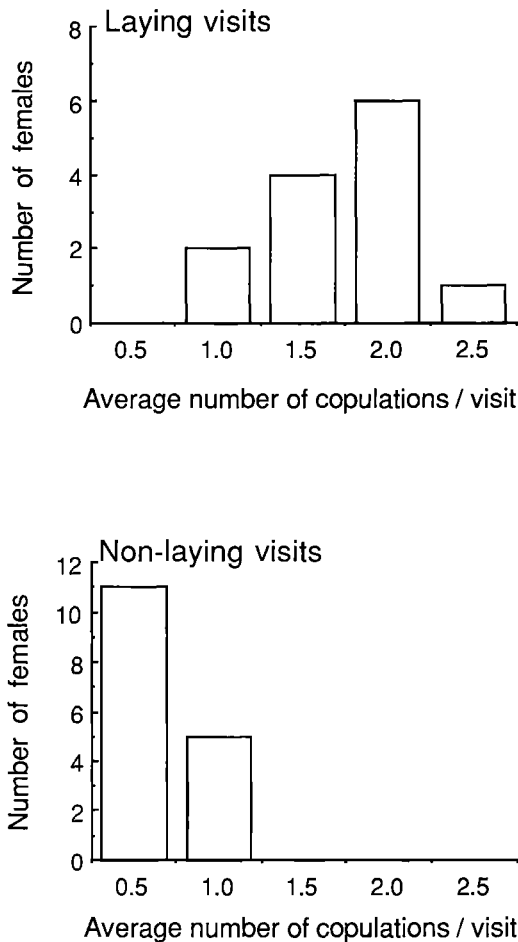 Laying visits
Number of females
8
6
4
2
0
0.5 1.0 1.5 2.0 2.5
Average number of copulations / visit
Non-laying visits
Number of females
12
10
8
6
4
2
0
0.5 1.0 1.5 2.0 2.5
Average number of copulations / visit